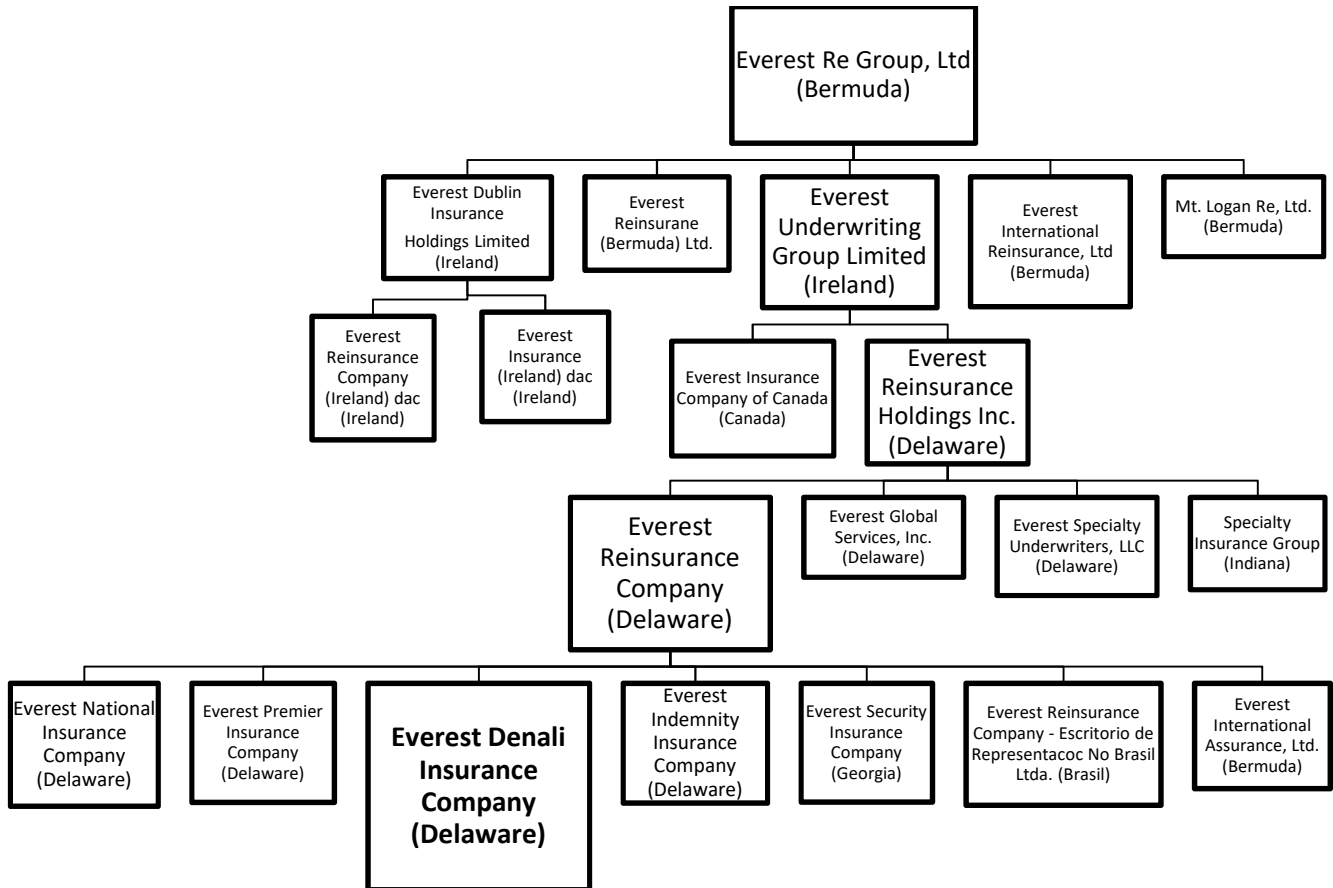 Everest Re Group, Ltd
(Bermuda)
Everest Dublin
Insurance
Holdings Limited
(Ireland)
Everest
Reinsurane
(Bermuda) Ltd.
Everest
Underwriting
Group Limited
(Ireland)
Everest
International
Reinsurance, Ltd
(Bermuda)
Mt. Logan Re, Ltd.
(Bermuda)
Everest
Reinsurance
Company
(Ireland) dac
(Ireland)
Everest
Insurance
(Ireland) dac
(Ireland)
Everest Insurance
Company of Canada
(Canada)
Everest
Reinsurance
Holdings Inc.
(Delaware)
Everest
Reinsurance
Company
(Delaware)
Everest Global
Services, Inc.
(Delaware)
Everest Specialty
Underwriters, LLC
(Delaware)
Specialty
Insurance Group
(Indiana)
Everest National
Insurance
Company
(Delaware)
Everest Premier
Insurance
Company
(Delaware)
Everest Denali
Insurance
Company
(Delaware)
Everest
Indemnity
Insurance
Company
(Delaware)
Everest Security
Insurance
Company
(Georgia)
Everest Reinsurance
Company - Escritorio de
Representacoc No Brasil
Ltda. (Brasil)
Everest
International
Assurance, Ltd.
(Bermuda)